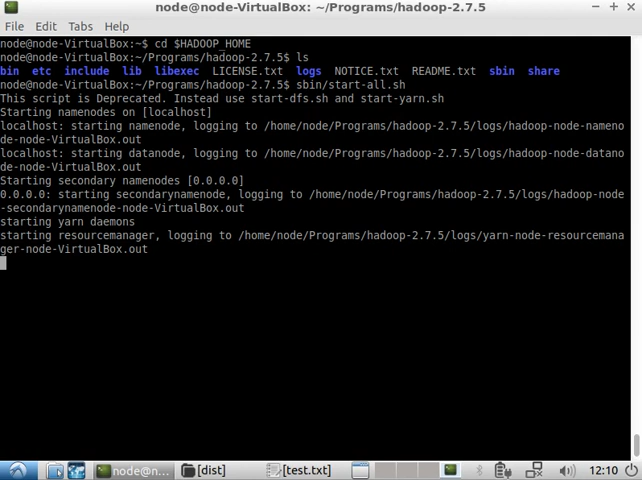 node@node-VirtualBox: ~/Programs/hadoop-2.7.5
File Edit Tabs Help
node@node-VirtualBox:~$ cd $HADOOP_HOME
node@node-VirtualBox:~/Programs/hadoop-2.7.5$ ls
bin etc include lib libexec LICENSE.txt logs NOTICE.txt README.txt sbin share
node@node-VirtualBox:~/Programs/hadoop-2.7.5$ sbin/start-all.sh
This script is Deprecated. Instead use start-dfs.sh and start-yarn.sh
Starting namenodes on [localhost]
localhost: starting namenode, logging to /home/node/Programs/hadoop-2.7.5/logs/hadoop-node-nameno
de-node-VirtualBox.out
localhost: starting datanode, logging to /home/node/Programs/hadoop-2.7.5/logs/hadoop-node-datano
de-node-VirtualBox.out
Starting secondary namenodes [0.0.0.0]
0.0.0.0: starting secondarynamenode, logging to /home/node/Programs/hadoop-2.7.5/logs/hadoop-node
-secondarynamenode-node-VirtualBox.out
starting yarn daemons
starting resourcemanager, logging to /home/node/Programs/hadoop-2.7.5/logs/yarn-node-resourcemana
ger-node-VirtualBox.out
node@n... [dist] [test.txt] 12:10